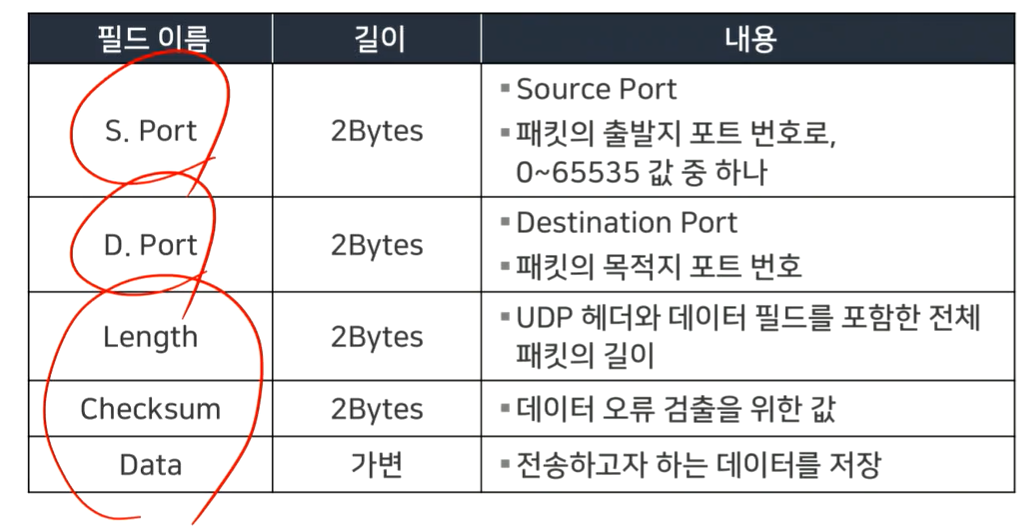 필드 이름 길이 내용
S. Port 2Bytes ▪Source Port
▪패킷의 출발지 포트 번호로,
0~65535 값 중 하나
D. Port 2Bytes ▪Destination Port
▪패킷의 목적지 포트 번호
Length 2Bytes ▪UDP 헤더와 데이터 필드를 포함한 전체
패킷의 길이
Checksum 2Bytes ▪데이터 오류 검출을 위한 값
Data 가변 ▪전송하고자 하는 데이터를 저장